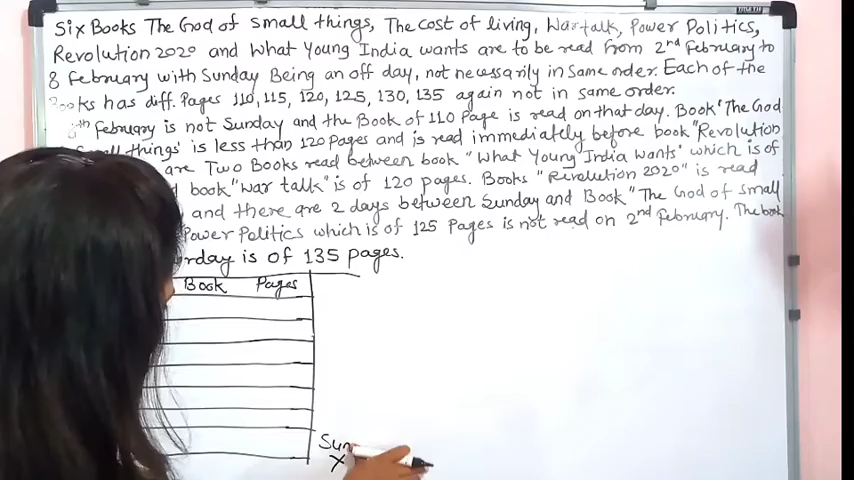 Six Books The God of small things, The cost of living, War talk, Power Politics,
Revolution 2020 and What Young India wants are to be read from 2nd February to
8 February with Sunday Being an off day, not necessarily in Same order. Each of the
Books has diff. Pages 110, 115, 120, 125, 130, 135 again not in same order.
8th February is not Sunday and the Book of 110 Page is read on that day. Book "The God
things" is less than 120 Pages and is read immediately before book "Revolution
are Two Books read between book "What Young India wants" which is of
book "war talk" is of 120 pages. Books "Revolution 2020" is read
and there are 2 days between Sunday and Book "The God of small
Power Politics which is of 125 Pages is not read on 2nd February. The book
is of 135 pages.
Book Pages
Sun
X